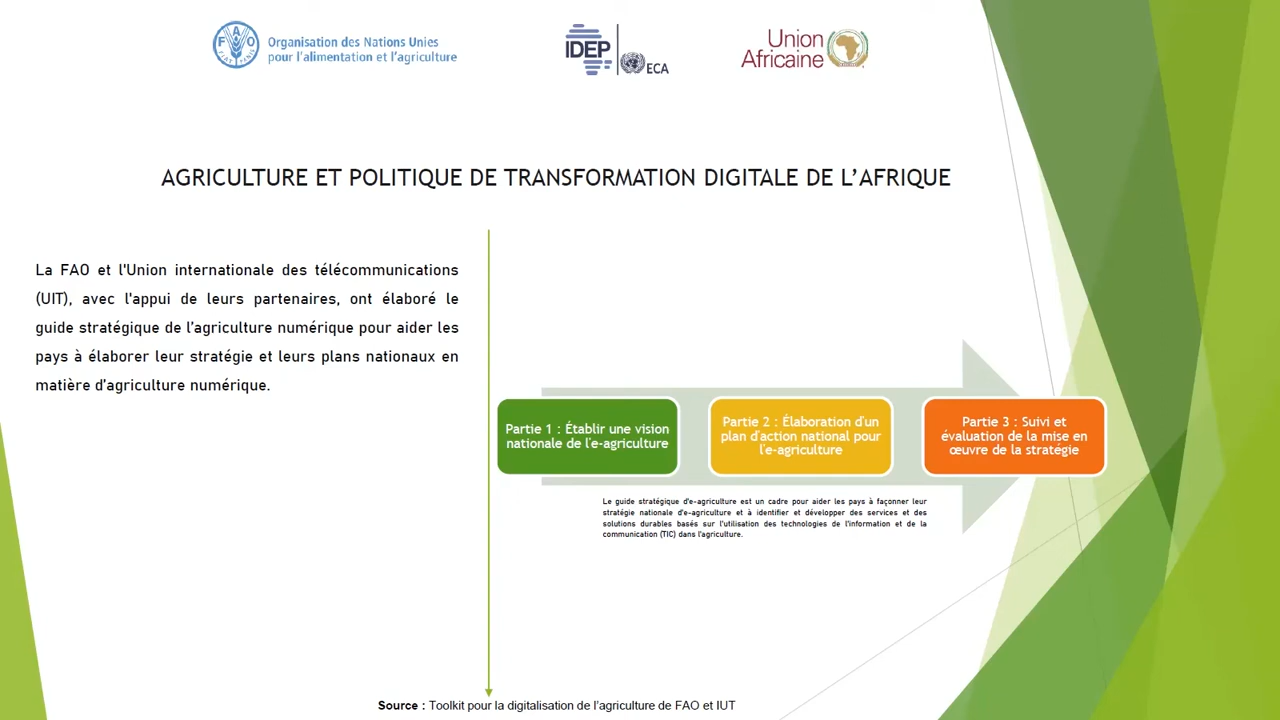 Organisation des Nations Unies
pour l'alimentation et l'agriculture
IDEP
ECA
Union
Africaine
AGRICULTURE ET POLITIQUE DE TRANSFORMATION DIGITALE DE L’AFRIQUE
La FAO et l'Union internationale des télécommunications
(UIT), avec l'appui de leurs partenaires, ont élaboré le
guide stratégique de l’agriculture numérique pour aider les
pays à élaborer leur stratégie et leurs plans nationaux en
matière d’agriculture numérique.
Partie 1 : Établir une vision
nationale de l'e-agriculture
Partie 2 : Élaboration d'un
plan d'action national pour
l'e-agriculture
Partie 3 : Suivi et
évaluation de la mise en
œuvre de la stratégie
Le guide stratégique d'e-agriculture est un cadre pour aider les pays à façonner leur
stratégie nationale d'e-agriculture et à identifier et développer des services et des
solutions durables basés sur l'utilisation des technologies de l'information et de la
communication (TIC) dans l'agriculture.
Source : Toolkit pour la digitalisation de l’agriculture de FAO et IUT